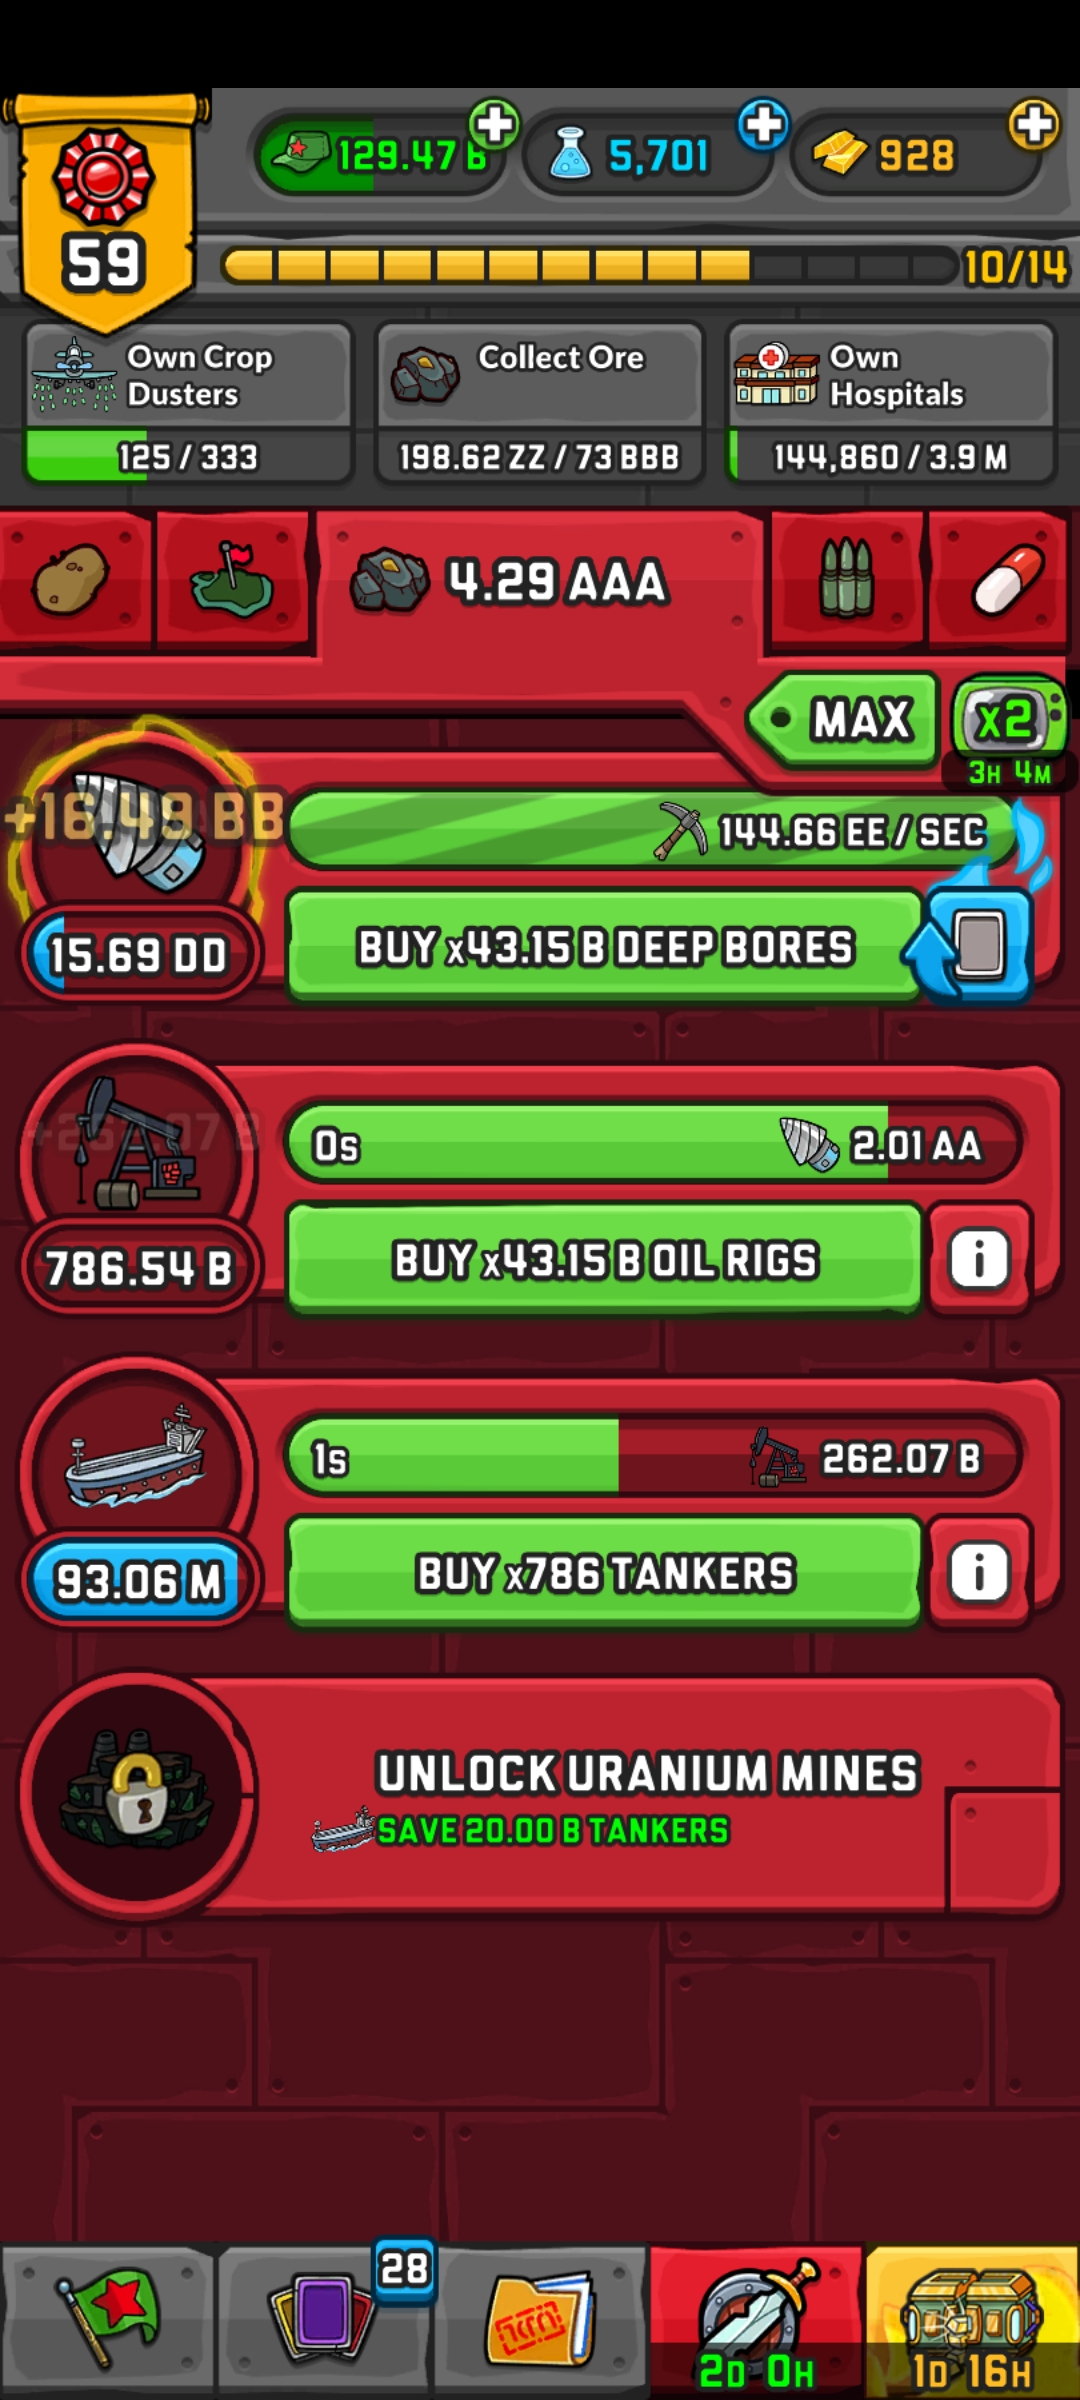 129.47 B
5,701
928
59
10/14
Own Crop
Dusters
125 / 333
Collect Ore
198.62 ZZ / 73 BBB
Own
Hospitals
144,860 / 3.9 M
4.29 AAA
MAX
x2
3H 4M
+16.49 BB
144.66 EE / SEC
15.69 DD
BUY x43.15 B DEEP BORES
+262.07 B
0s
2.01 AA
786.54 B
BUY x43.15 B OIL RIGS
i
1s
262.07 B
93.06 M
BUY x786 TANKERS
i
UNLOCK URANIUM MINES
SAVE 20.00 B TANKERS
28
2D 0H
1D 16H